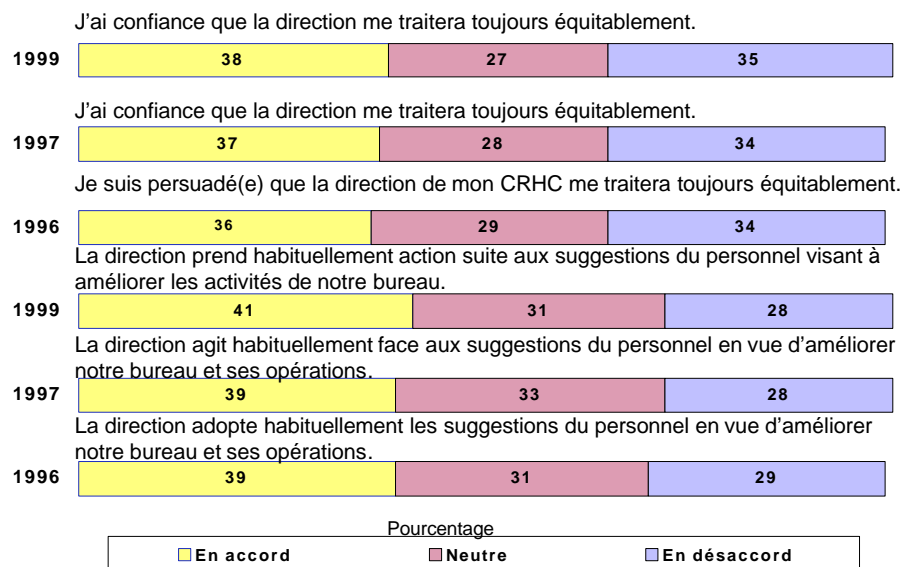 J'ai confiance que la direction me traitera toujours équitablement.
1999 38 27 35
J'ai confiance que la direction me traitera toujours équitablement.
1997 37 28 34
Je suis persuadé(e) que la direction de mon CRHC me traitera toujours équitablement.
1996 36 29 34
La direction prend habituellement action suite aux suggestions du personnel visant à
améliorer les activités de notre bureau.
1999 41 31 28
La direction agit habituellement face aux suggestions du personnel en vue d'améliorer
notre bureau et ses opérations.
1997 39 33 28
La direction adopte habituellement les suggestions du personnel en vue d'améliorer
notre bureau et ses opérations.
1996 39 31 29
Pourcentage
En accord Neutre En désaccord